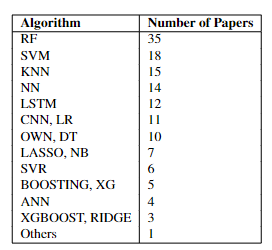 Algorithm Number of Papers
RF 35
SVM 18
KNN 15
NN 14
LSTM 12
CNN, LR 11
OWN, DT 10
LASSO, NB 7
SVR 6
BOOSTING, XG 5
ANN 4
XGBOOST, RIDGE 3
Others 1